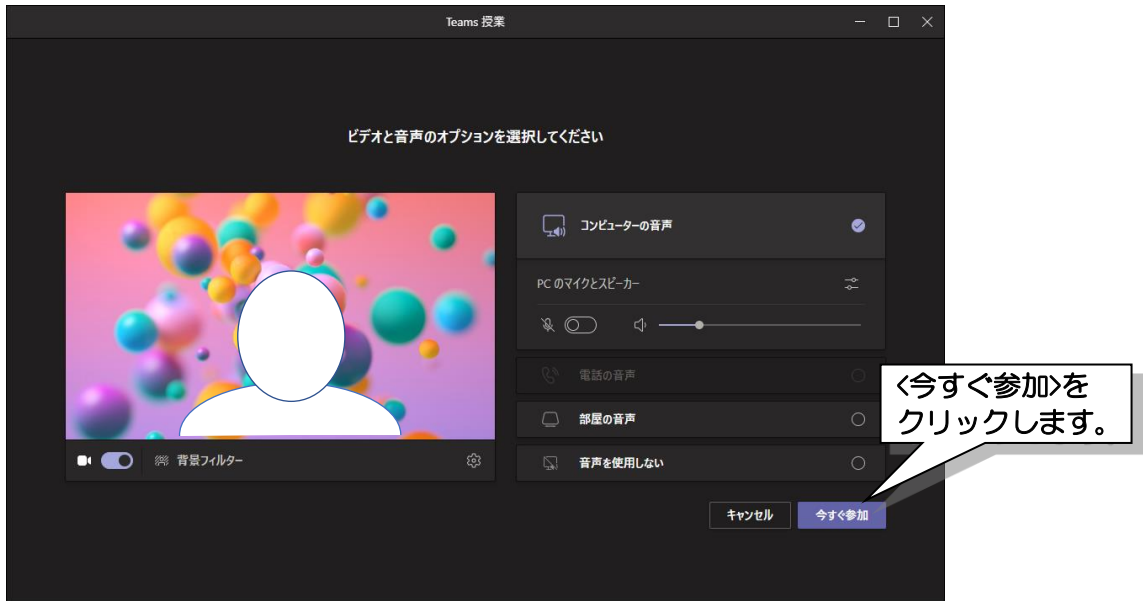 Teams 授業
ビデオと音声のオプションを選択してください
コンピューターの音声
PC のマイクとスピーカー
電話の音声
部屋の音声
音声を使用しない
背景フィルター
キャンセル
今すぐ参加
<今すぐ参加>を
クリックします。